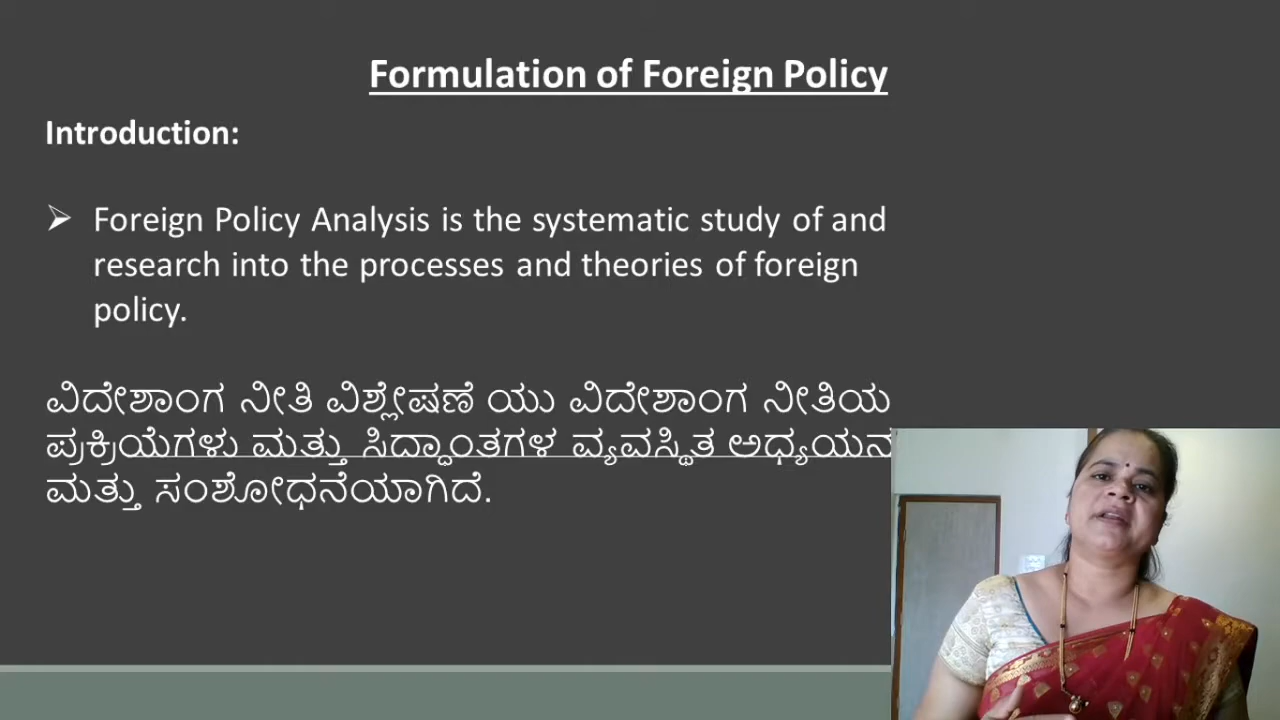 Formulation of Foreign Policy
Introduction:
Foreign Policy Analysis is the systematic study of and
research into the processes and theories of foreign
policy.
ವಿದೇಶಾಂಗ ನೀತಿ ವಿಶ್ಲೇಷಣೆ ಯು ವಿದೇಶಾಂಗ ನೀತಿಯ
ಪ್ರಕ್ರಿಯೆಗಳು ಮತ್ತು ಸಿದ್ಧಾಂತಗಳ ವ್ಯವಸ್ಥಿತ ಅಧ್ಯಯನ
ಮತ್ತು ಸಂಶೋಧನೆಯಾಗಿದೆ.